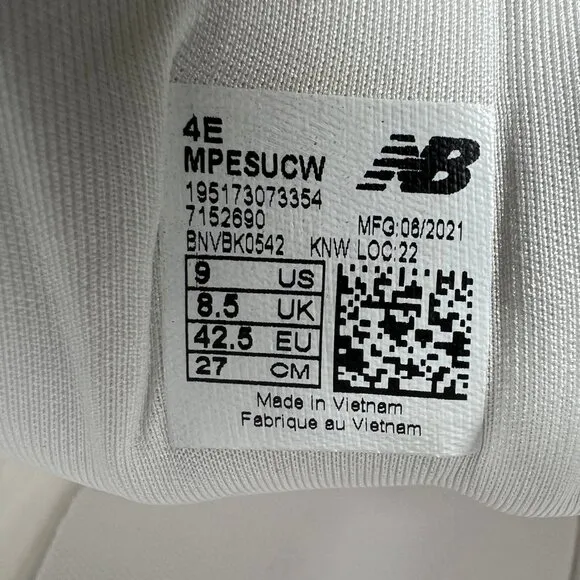 4E
MPESUCW
NB
195173073354
7152690
MFG:08/2021
BNVBK0542 KNW LOC:22
9 US
8.5 UK
42.5 EU
27 CM
Made in Vietnam
Fabrique au Vietnam